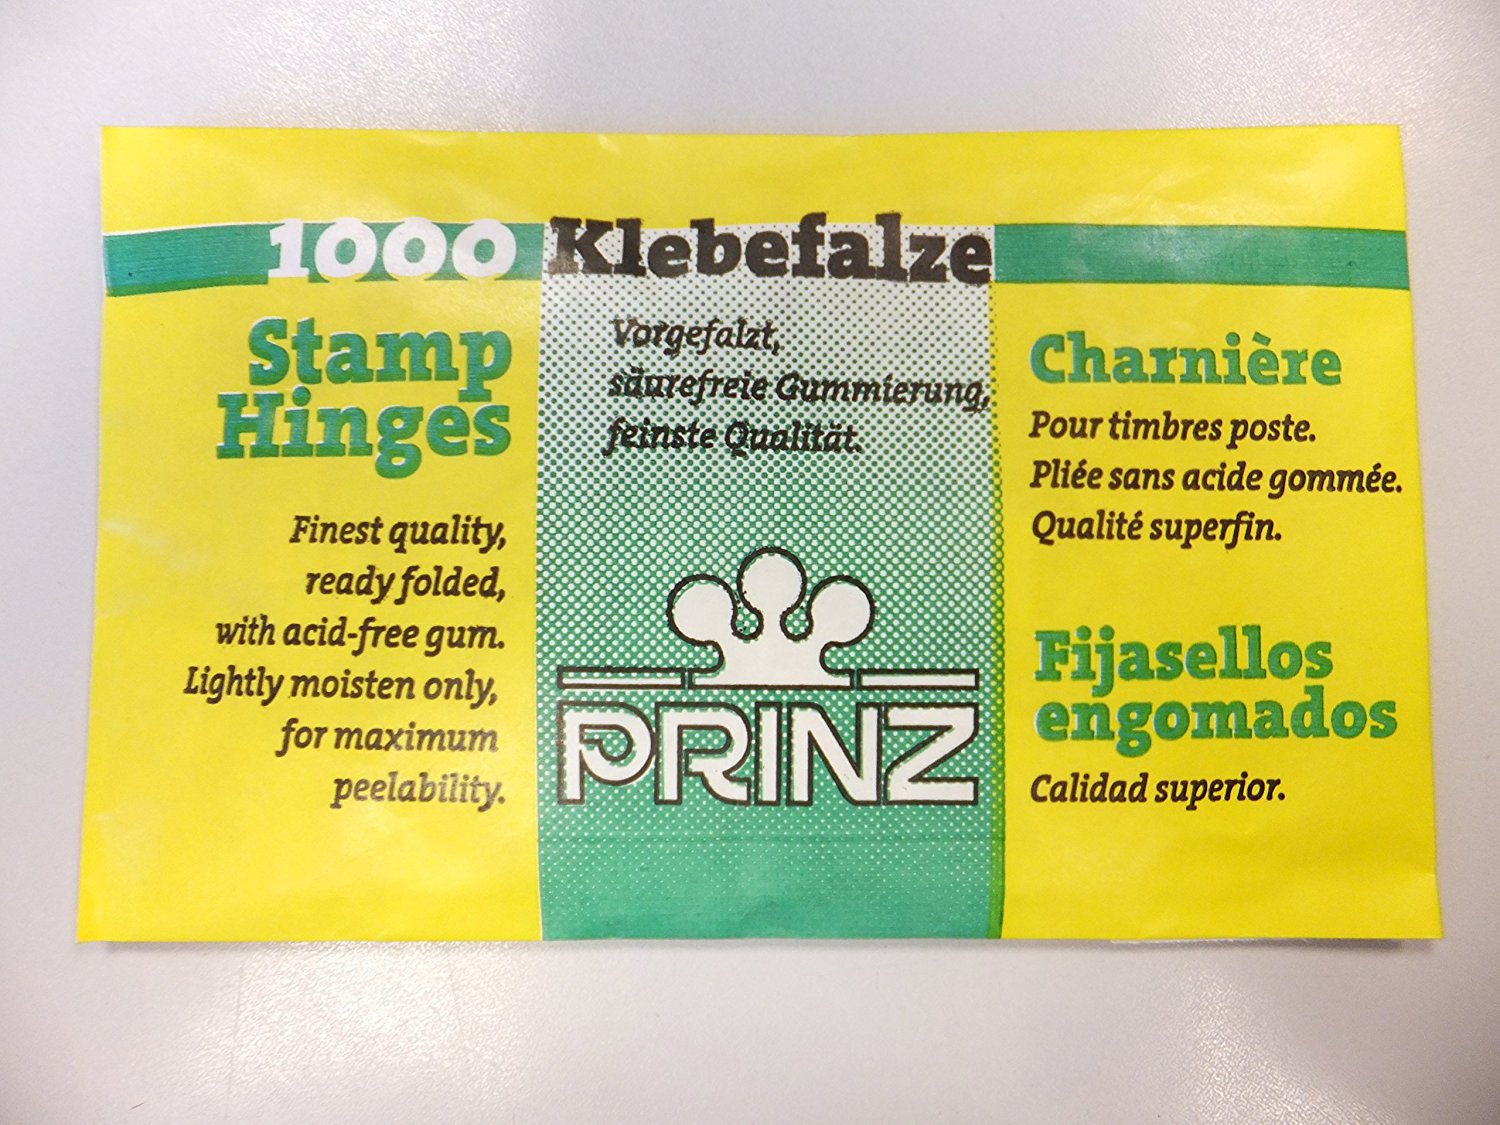 1000 Klebefalze
Stamp
Hinges
Finest quality,
ready folded,
with acid-free gum.
Lightly moisten only,
for maximum
peelability.
Vorgefalzt,
säurefreie Gummierung,
feinste Qualität.
PRINZ
Charnière
Pour timbres poste.
Pliée sans acide gommée.
Qualité superfin.
Fijasellos
engomados
Calidad superior.